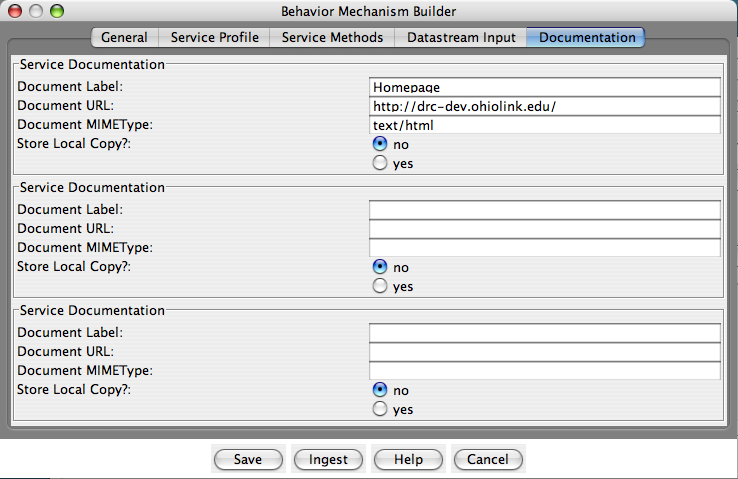 Behavior Mechanism Builder
General Service Profile Service Methods Datastream Input Documentation
Service Documentation
Document Label: Homepage
Document URL: http://drc-dev.ohiolink.edu/
Document MIMEType: text/html
Store Local Copy?: no
yes
Service Documentation
Document Label:
Document URL:
Document MIMEType:
Store Local Copy?: no
yes
Service Documentation
Document Label:
Document URL:
Document MIMEType:
Store Local Copy?: no
yes
Save Ingest Help Cancel